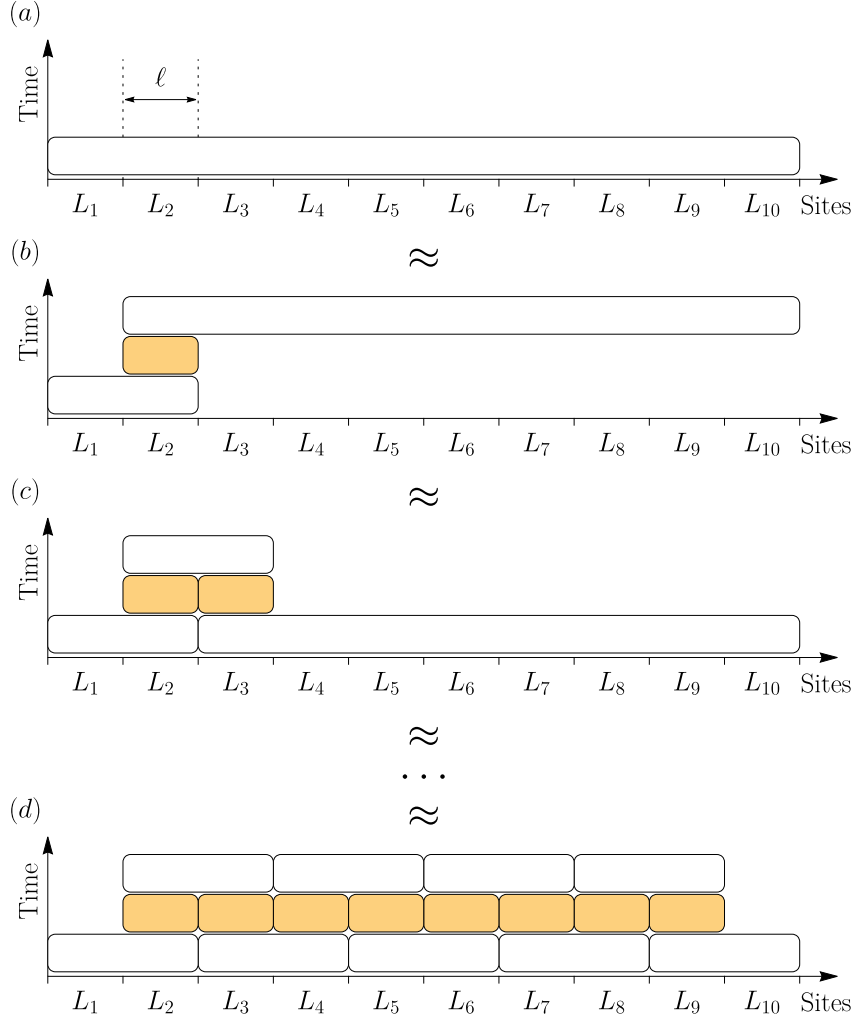 (a)
Time
ℓ
L₁ L₂ L₃ L₄ L₅ L₆ L₇ L₈ L₉ L₁₀ Sites
≈
(b)
Time
L₁ L₂ L₃ L₄ L₅ L₆ L₇ L₈ L₉ L₁₀ Sites
≈
(c)
Time
L₁ L₂ L₃ L₄ L₅ L₆ L₇ L₈ L₉ L₁₀ Sites
≈
· · ·
≈
(d)
Time
L₁ L₂ L₃ L₄ L₅ L₆ L₇ L₈ L₉ L₁₀ Sites